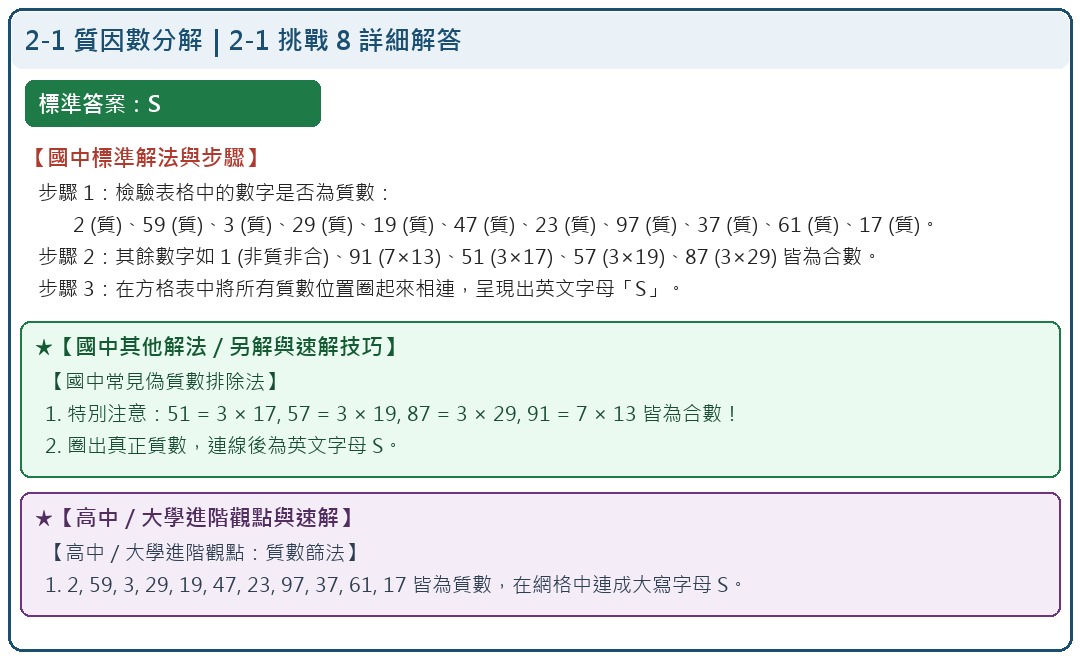 2-1 質因數分解 | 2-1 挑戰 8 詳細解答
標準答案：S
【國中標準解法與步驟】
步驟 1：檢驗表格中的數字是否為質數：
2 (質)、59 (質)、3 (質)、29 (質)、19 (質)、47 (質)、23 (質)、97 (質)、37 (質)、61 (質)、17 (質)。
步驟 2：其餘數字如 1 (非質非合)、91 (7×13)、51 (3×17)、57 (3×19)、87 (3×29) 皆為合數。
步驟 3：在方格表中將所有質數位置圈起來相連，呈現出英文字母「S」。
★【國中其他解法 / 另解與速解技巧】
【國中常見偽質數排除法】
1. 特別注意：51 = 3 × 17, 57 = 3 × 19, 87 = 3 × 29, 91 = 7 × 13 皆為合數！
2. 圈出真正質數，連線後為英文字母 S。
★【高中 / 大學進階觀點與速解】
【高中 / 大學進階觀點：質數篩法】
1. 2, 59, 3, 29, 19, 47, 23, 97, 37, 61, 17 皆為質數，在網格中連成大寫字母 S。